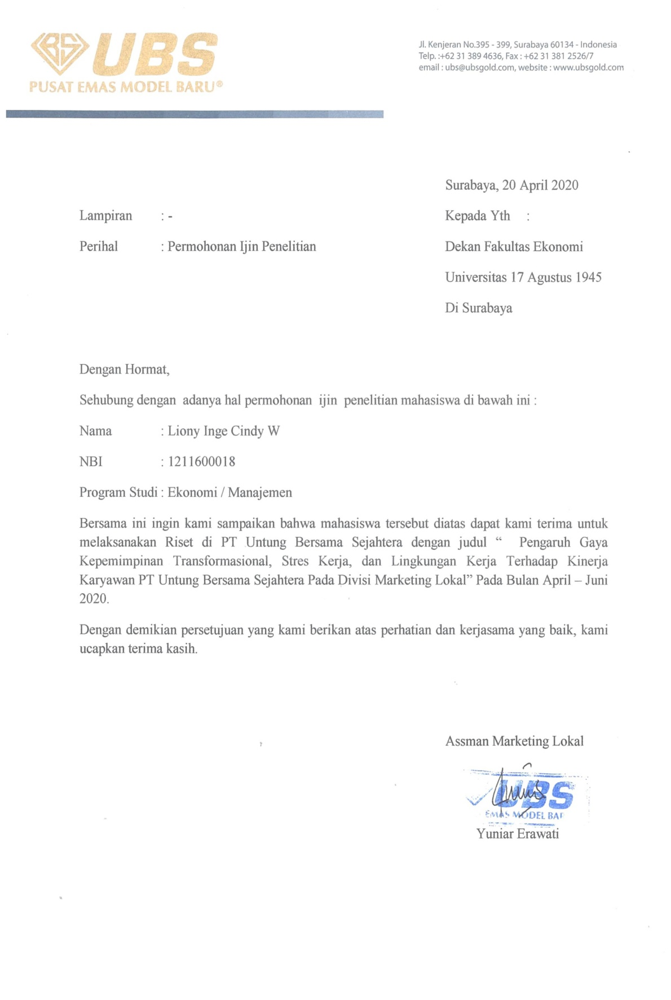 BS UBS
PUSAT EMAS MODEL BARU®
Jl. Kenjeran No.395 - 399, Surabaya 60134 - Indonesia
Telp. :+62 31 389 4636, Fax : +62 31 381 2526/7
email : ubs@ubsgold.com, website : www.ubsgold.com
Surabaya, 20 April 2020
Lampiran : -
Kepada Yth :
Perihal : Permohonan Ijin Penelitian
Dekan Fakultas Ekonomi
Universitas 17 Agustus 1945
Di Surabaya
Dengan Hormat,
Sehubung dengan adanya hal permohonan ijin penelitian mahasiswa di bawah ini :
Nama : Liony Inge Cindy W
NBI : 1211600018
Program Studi : Ekonomi / Manajemen
Bersama ini ingin kami sampaikan bahwa mahasiswa tersebut diatas dapat kami terima untuk
melaksanakan Riset di PT Untung Bersama Sejahtera dengan judul “ Pengaruh Gaya
Kepemimpinan Transformasional, Stres Kerja, dan Lingkungan Kerja Terhadap Kinerja
Karyawan PT Untung Bersama Sejahtera Pada Divisi Marketing Lokal” Pada Bulan April – Juni
2020.
Dengan demikian persetujuan yang kami berikan atas perhatian dan kerjasama yang baik, kami
ucapkan terima kasih.
Assman Marketing Lokal
UBS
EMAS MODEL BAR
Yuniar Erawati